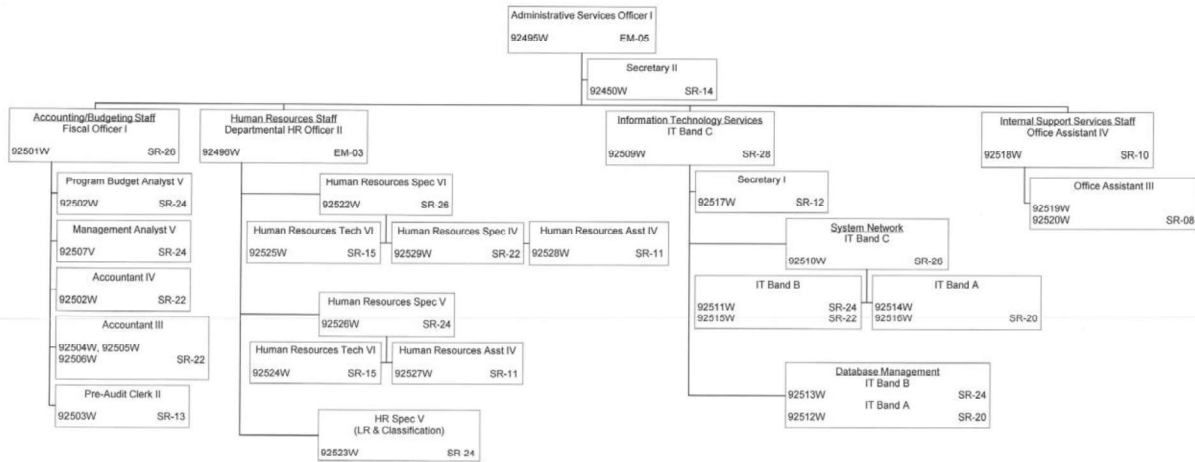 Administrative Services Officer I
92495W EM-05
Secretary II
92450W SR-14
Accounting/Budgeting Staff
Fiscal Officer I
92501W SR-26
Program Budget Analyst V
92502W SR-24
Management Analyst V
92507V SR-24
Accountant IV
92502W SR-22
Accountant III
92504W, 92505W
92506W SR-22
Pre-Audit Clerk II
92503W SR-13
Human Resources Staff
Departmental HR Officer II
92496W EM-03
Human Resources Spec VI
92522W SR-26
Human Resources Tech VI
92525W SR-15
Human Resources Spec IV
92529W SR-22
Human Resources Asst IV
92528W SR-11
Human Resources Spec V
92526W SR-24
Human Resources Tech VI
92524W SR-15
Human Resources Asst IV
92527W SR-11
HR Spec V
(LR & Classification)
92523W SR 24
Information Technology Services
IT Band C
92509W SR-28
Secretary I
92517W SR-12
System Network
IT Band C
92510W SR-26
IT Band B
92511W SR-24
92515W SR-22
IT Band A
92514W
92516W SR-20
Database Management
IT Band B
92513W SR-24
IT Band A
92512W SR-20
Internal Support Services Staff
Office Assistant IV
92518W SR-10
Office Assistant III
92519W
92520W SR-08